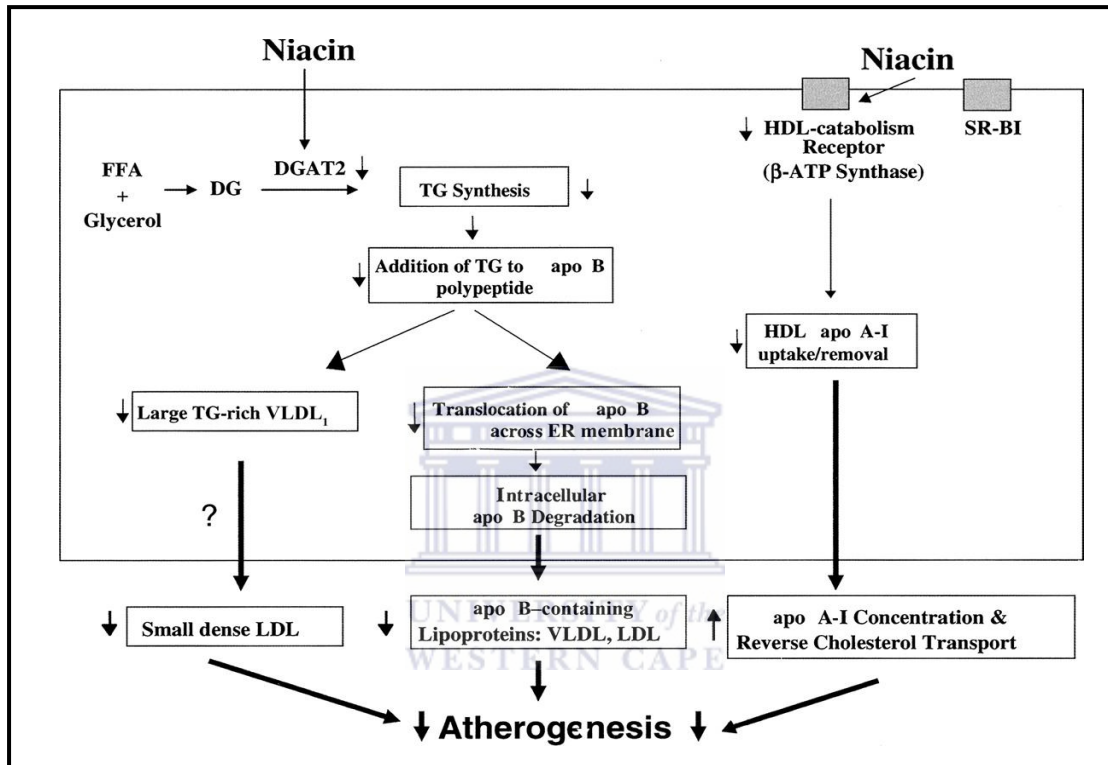 Niacin
Niacin
HDL-catabolism
Receptor
(β-ATP Synthase)
SR-BI
FFA
+
Glycerol
DG
DGAT2
TG Synthesis
Addition of TG to apo B
polypeptide
HDL apo A-I
uptake/removal
Large TG-rich VLDL1
Translocation of apo B
across ER membrane
Intracellular
apo B Degradation
?
Small dense LDL
apo B–containing
Lipoproteins: VLDL, LDL
apo A-I Concentration &
Reverse Cholesterol Transport
UNIVERSITY of the
WESTERN CAPE
Atherogenesis